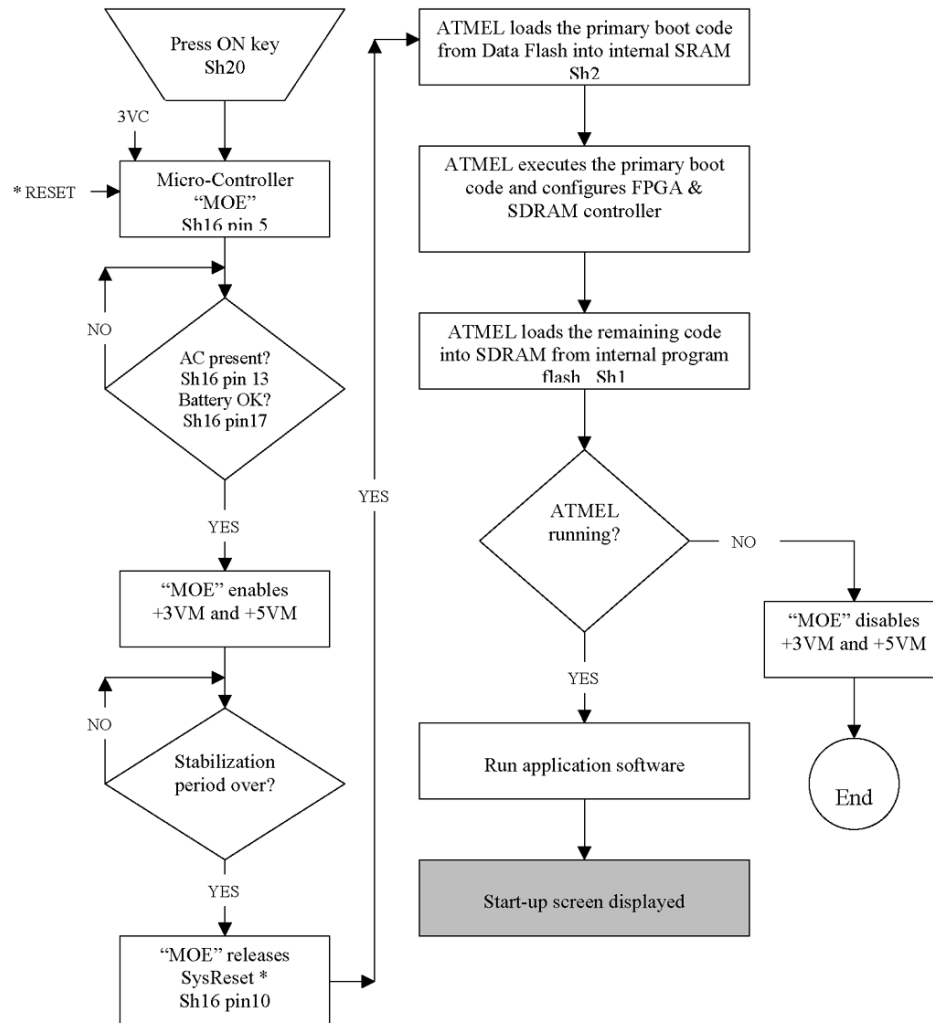 Press ON key
Sh20
3VC
* RESET
Micro-Controller
“MOE”
Sh16 pin 5
NO
AC present?
Sh16 pin 13
Battery OK?
Sh16 pin17
YES
“MOE” enables
+3VM and +5VM
NO
Stabilization
period over?
YES
“MOE” releases
SysReset *
Sh16 pin10
YES
ATMEL loads the primary boot code
from Data Flash into internal SRAM
Sh2
ATMEL executes the primary boot
code and configures FPGA &
SDRAM controller
ATMEL loads the remaining code
into SDRAM from internal program
flash Sh1
ATMEL
running?
NO
“MOE” disables
+3VM and +5VM
End
YES
Run application software
Start-up screen displayed